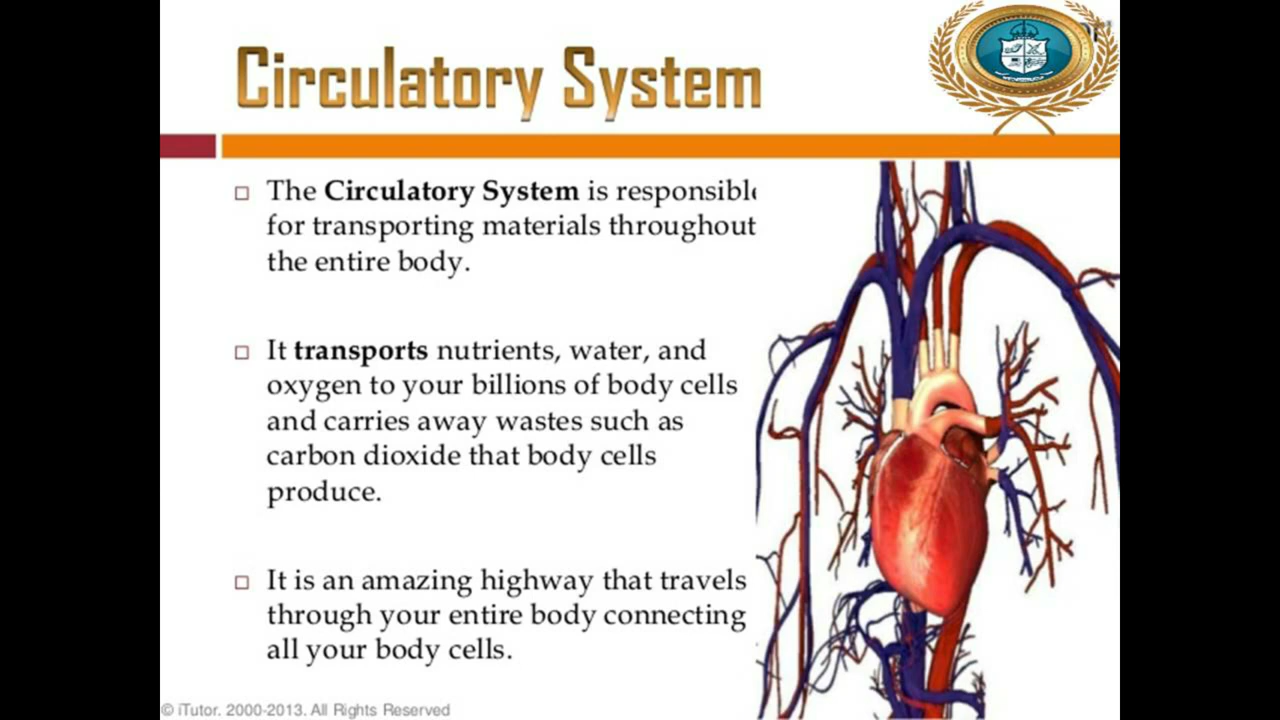 Circulatory System
The Circulatory System is responsible
for transporting materials throughout
the entire body.
It transports nutrients, water, and
oxygen to your billions of body cells
and carries away wastes such as
carbon dioxide that body cells
produce.
It is an amazing highway that travels
through your entire body connecting
all your body cells.
© iTutor. 2000-2013. All Rights Reserved